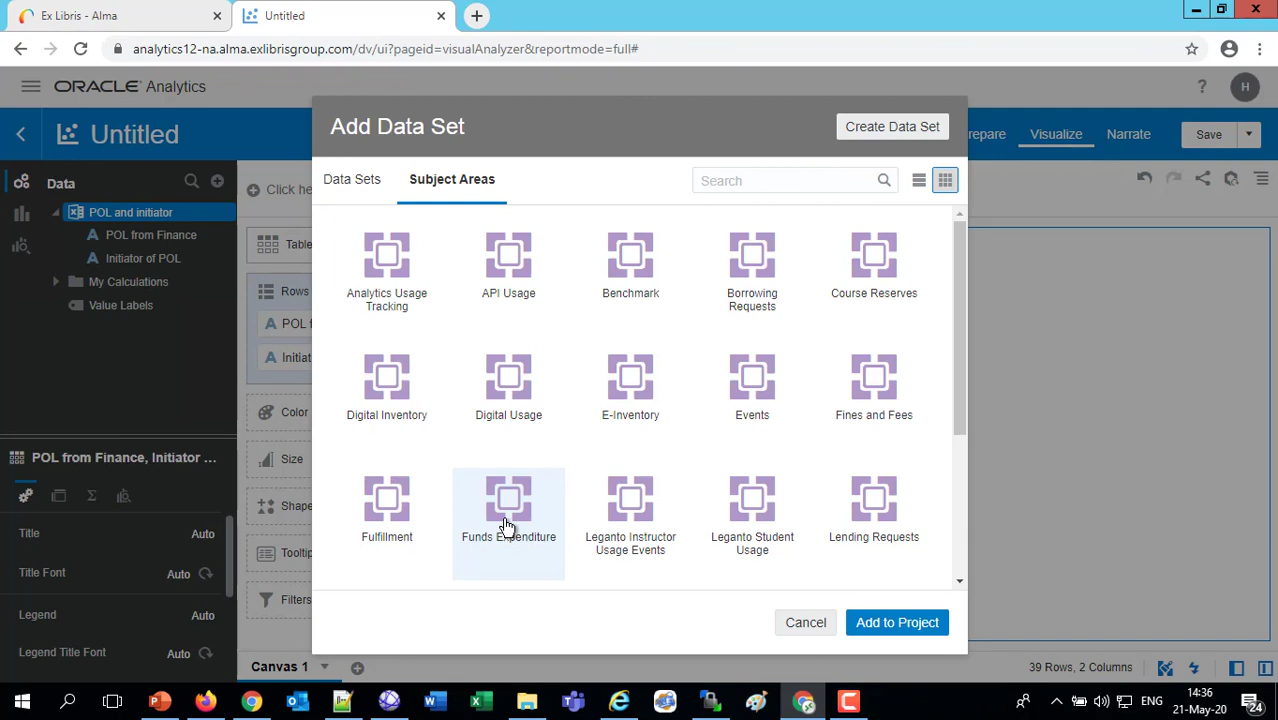 Ex Libris - Alma
Untitled
analytics12-na.alma.exlibrisgroup.com/dv/ui?pageid=visualAnalyzer&reportmode=full#
ORACLE Analytics
?
H
Untitled
Prepare
Visualize
Narrate
Save
Add Data Set
Create Data Set
Data Sets
Subject Areas
Search
Data
POL and initiator
A POL from Finance
A Initiator of POL
My Calculations
Value Labels
Click he
Table
Rows
A POL f
A Initiat
Color
Size
Shape
Tooltip
Filters
Analytics Usage
Tracking
API Usage
Benchmark
Borrowing
Requests
Course Reserves
Digital Inventory
Digital Usage
E-Inventory
Events
Fines and Fees
Fulfillment
Funds Expenditure
Leganto Instructor
Usage Events
Leganto Student
Usage
Lending Requests
Cancel
Add to Project
POL from Finance, Initiator ...
Title
Auto
Title Font
Auto
Legend
Auto
Legend Title Font
Auto
Canvas 1
39 Rows, 2 Columns
ENG
14:36
21-May-20
24